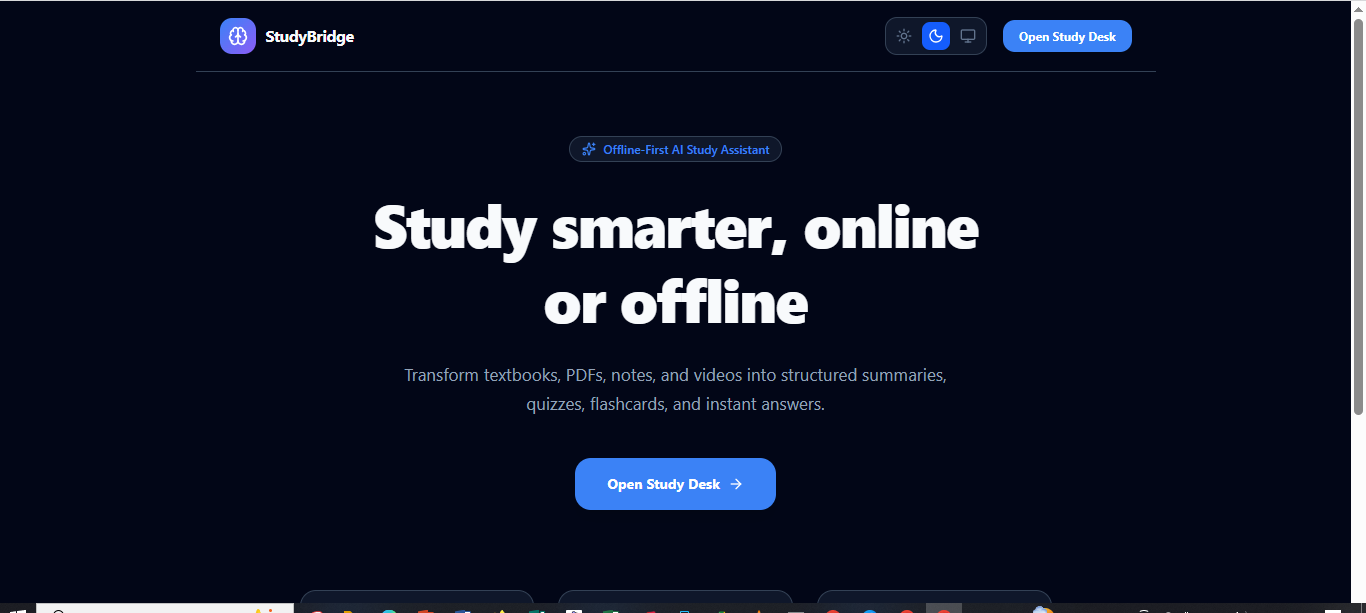 StudyBridge
Open Study Desk
Offline-First AI Study Assistant
Study smarter, online
or offline
Transform textbooks, PDFs, notes, and videos into structured summaries,
quizzes, flashcards, and instant answers.
Open Study Desk →